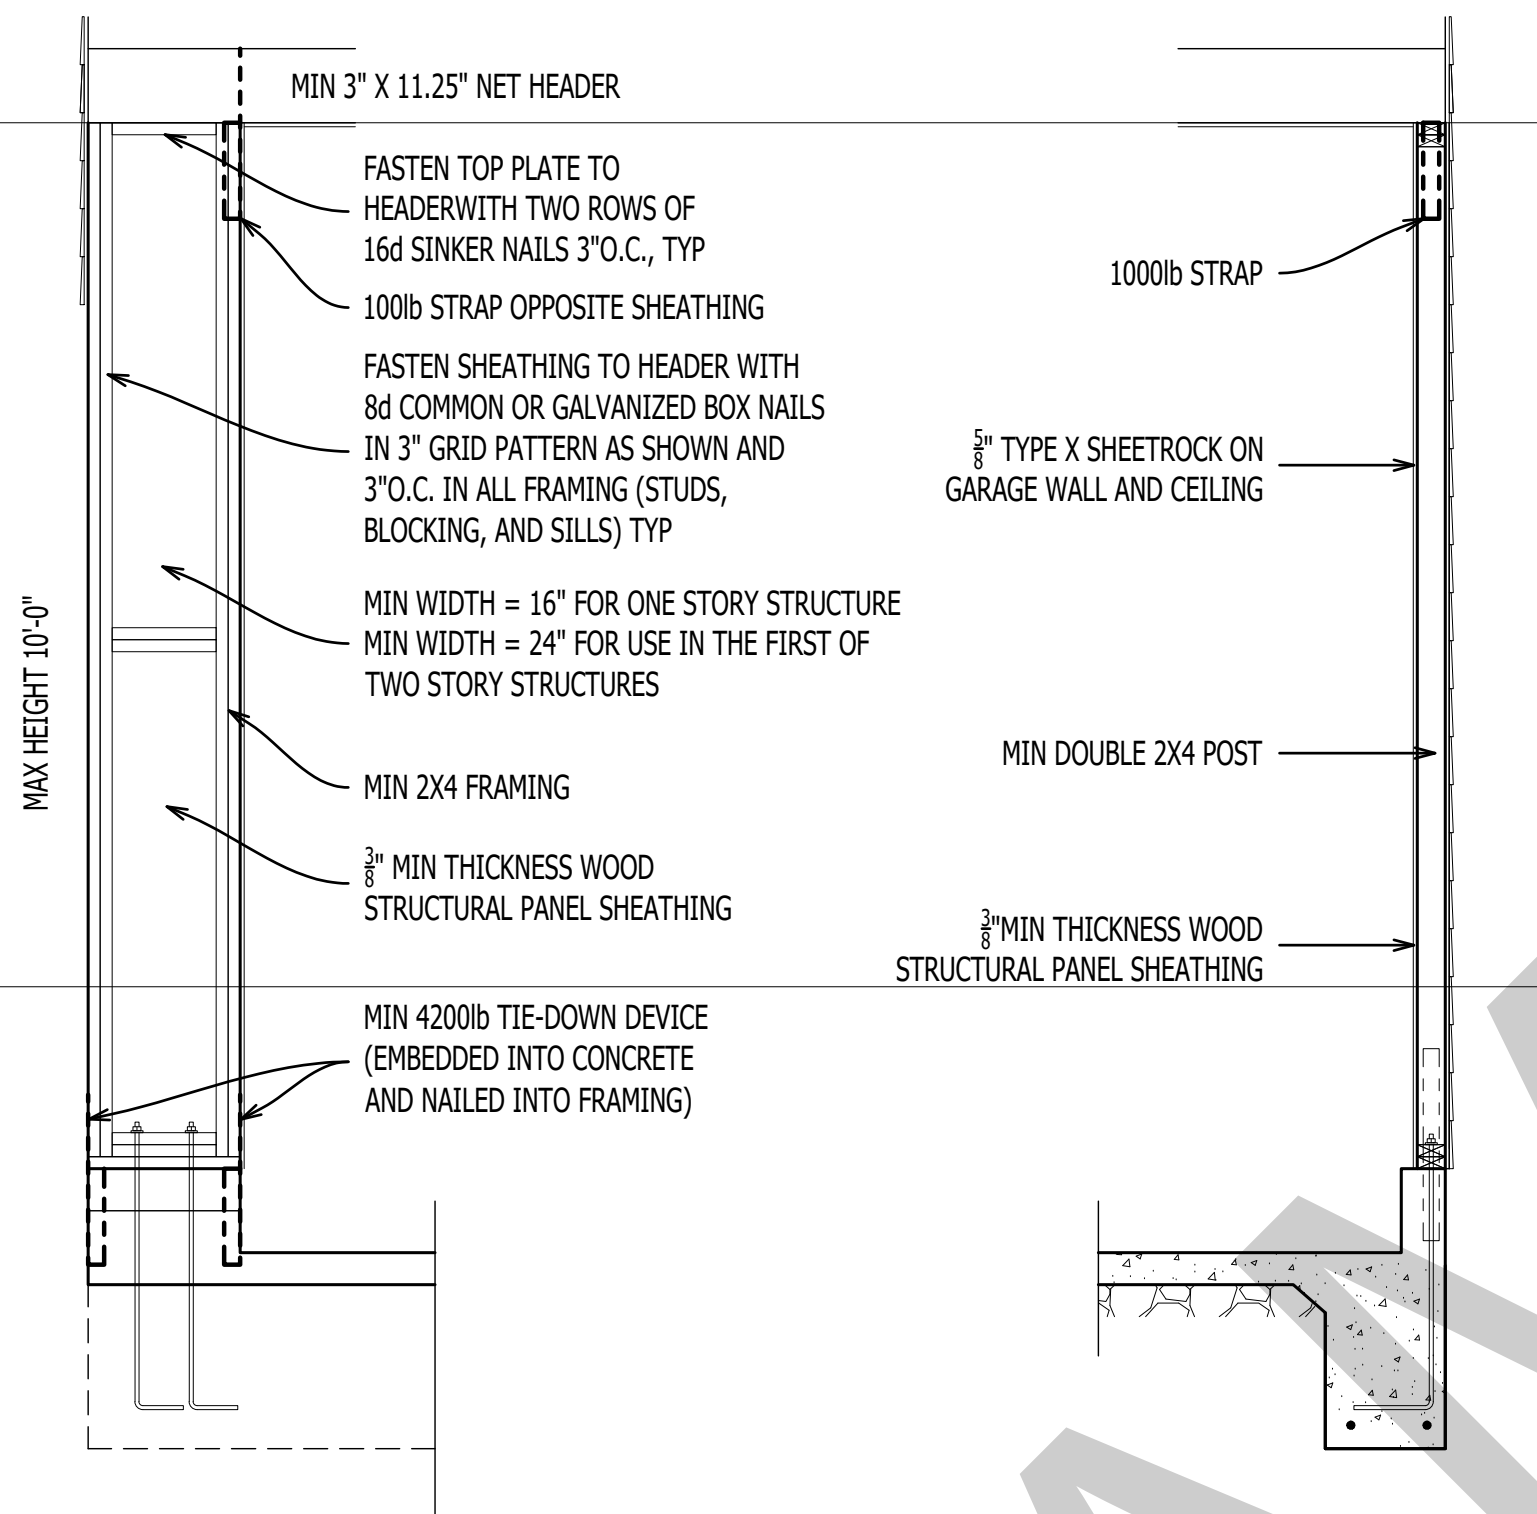 MIN 3" X 11.25" NET HEADER
FASTEN TOP PLATE TO
HEADERWITH TWO ROWS OF
16d SINKER NAILS 3"O.C., TYP
100lb STRAP OPPOSITE SHEATHING
FASTEN SHEATHING TO HEADER WITH
8d COMMON OR GALVANIZED BOX NAILS
IN 3" GRID PATTERN AS SHOWN AND
3"O.C. IN ALL FRAMING (STUDS,
BLOCKING, AND SILLS) TYP
MIN WIDTH = 16" FOR ONE STORY STRUCTURE
MIN WIDTH = 24" FOR USE IN THE FIRST OF
TWO STORY STRUCTURES
MAX HEIGHT 10'-0"
MIN 2X4 FRAMING
3/8" MIN THICKNESS WOOD
STRUCTURAL PANEL SHEATHING
MIN 4200lb TIE-DOWN DEVICE
(EMBEDDED INTO CONCRETE
AND NAILED INTO FRAMING)
1000lb STRAP
5/8" TYPE X SHEETROCK ON
GARAGE WALL AND CEILING
MIN DOUBLE 2X4 POST
3/8"MIN THICKNESS WOOD
STRUCTURAL PANEL SHEATHING